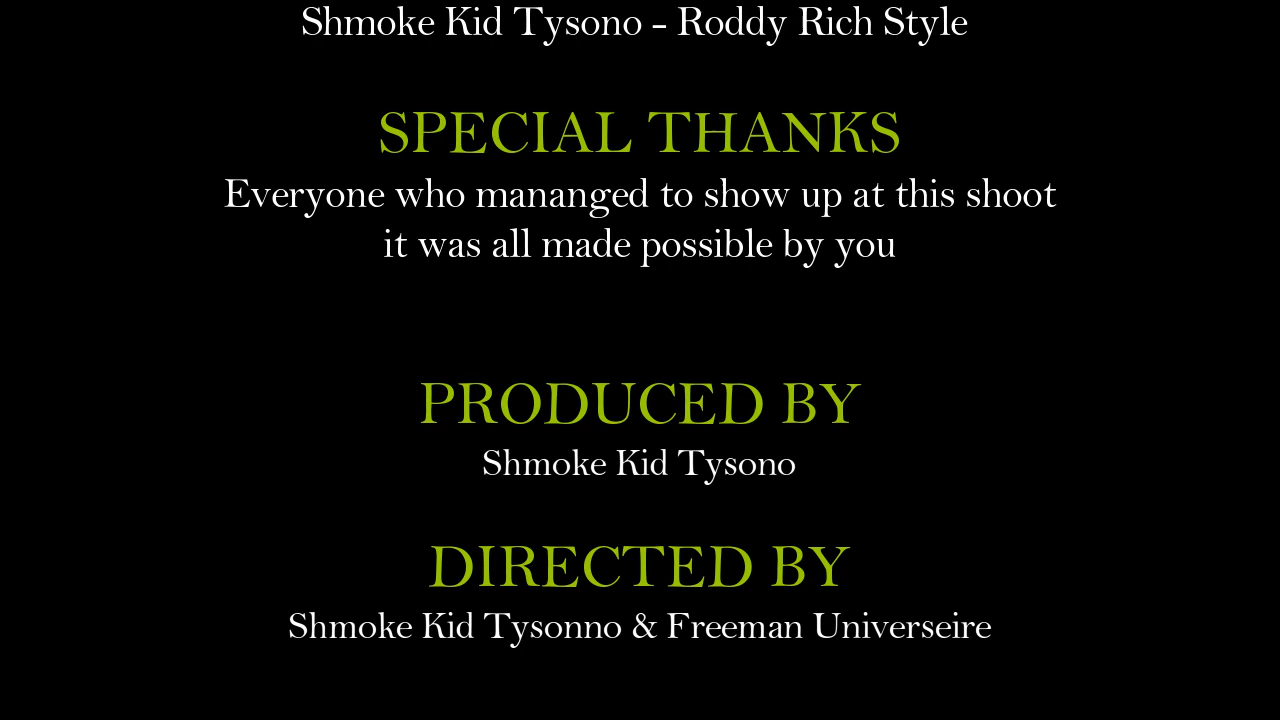 Shmoke Kid Tysono - Roddy Rich Style
SPECIAL THANKS
Everyone who mananged to show up at this shoot
it was all made possible by you
PRODUCED BY
Shmoke Kid Tysono
DIRECTED BY
Shmoke Kid Tysonno & Freeman Universeire